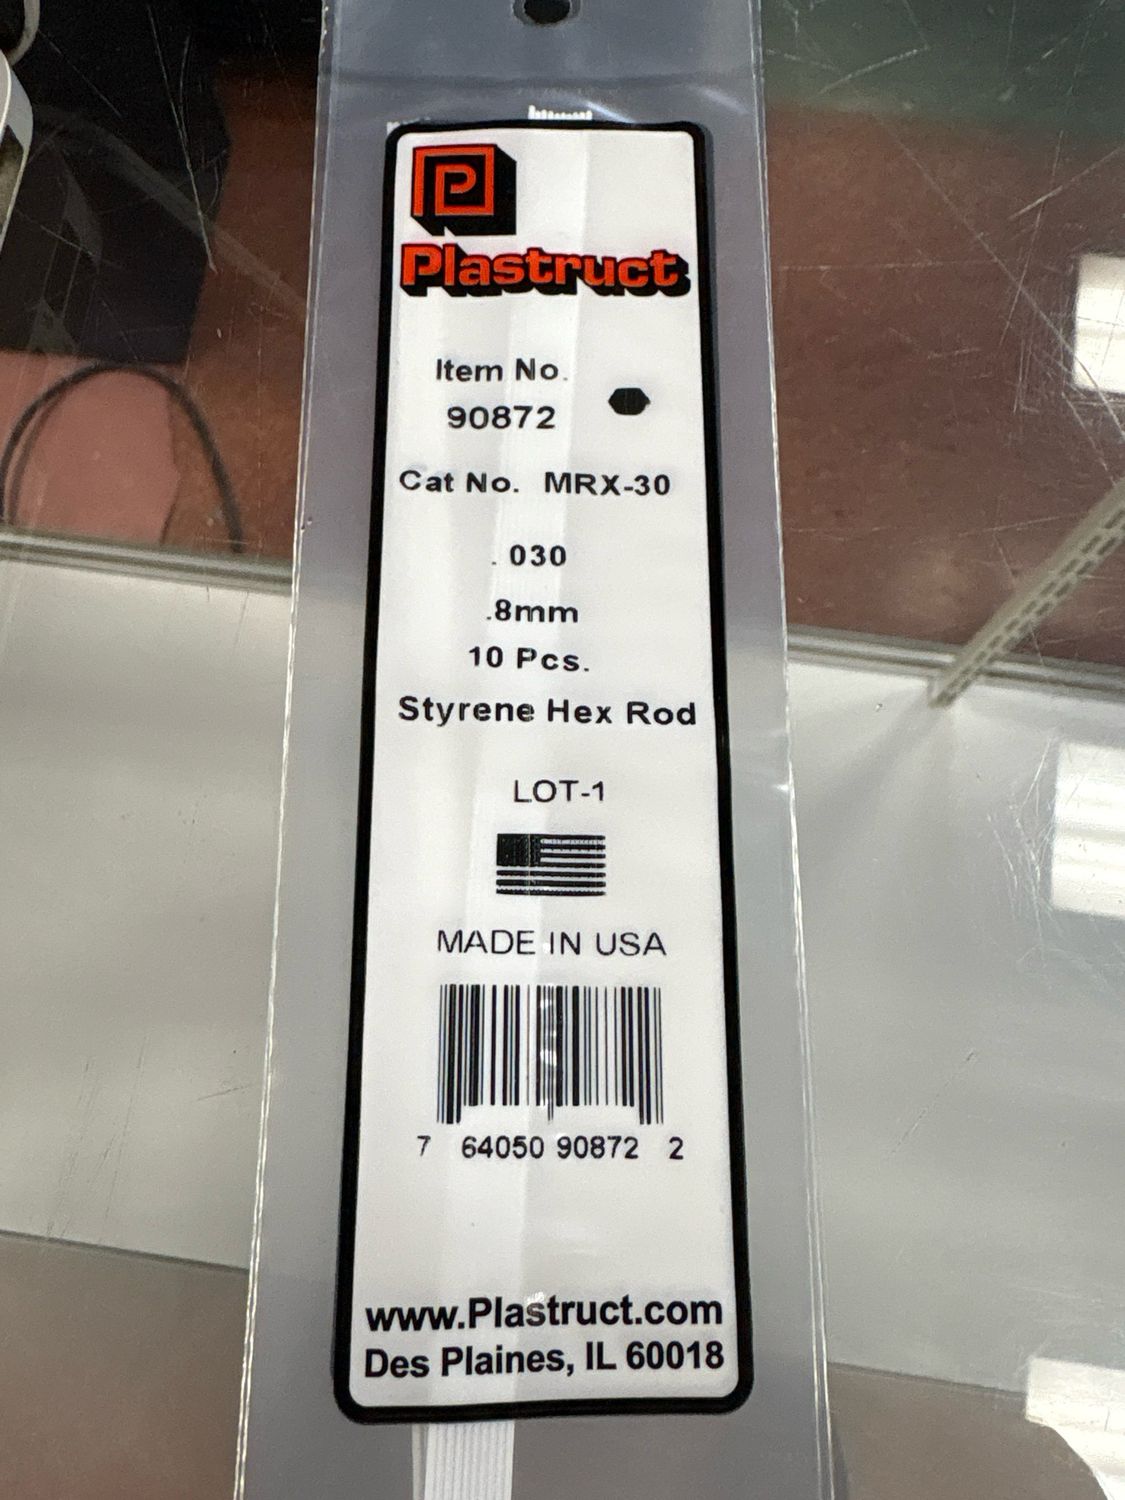 P
Plastruct
Item No.
90872
Cat No. MRX-30
.030
.8mm
10 Pcs.
Styrene Hex Rod
LOT-1
MADE IN USA
7 64050 90872 2
www.Plastruct.com
Des Plaines, IL 60018